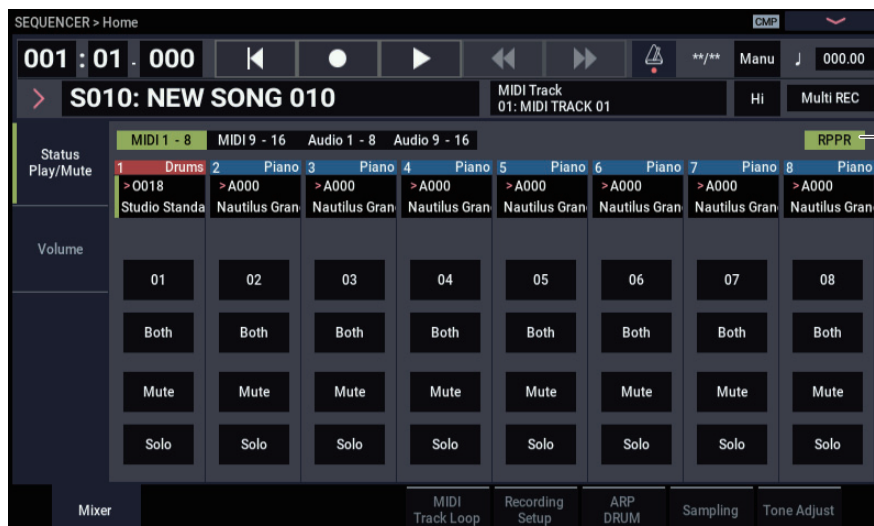 SEQUENCER > Home
CMP
001 : 01 . 000
**/**
Manu
♩ 000.00
> S010: NEW SONG 010
MIDI Track
01: MIDI TRACK 01
Hi
Multi REC
Status
Play/Mute
Volume
MIDI 1 - 8 MIDI 9 - 16 Audio 1 - 8 Audio 9 - 16 RPPR
1 Drums 2 Piano 3 Piano 4 Piano 5 Piano 6 Piano 7 Piano 8 Piano
> O018 > A000 > A000 > A000 > A000 > A000 > A000 > A000
Studio Standa Nautilus Gran Nautilus Gran Nautilus Gran Nautilus Gran Nautilus Gran Nautilus Gran Nautilus Gran
01 02 03 04 05 06 07 08
Both Both Both Both Both Both Both Both
Mute Mute Mute Mute Mute Mute Mute Mute
Solo Solo Solo Solo Solo Solo Solo Solo
Mixer
MIDI
Track Loop
Recording
Setup
ARP
DRUM
Sampling
Tone Adjust